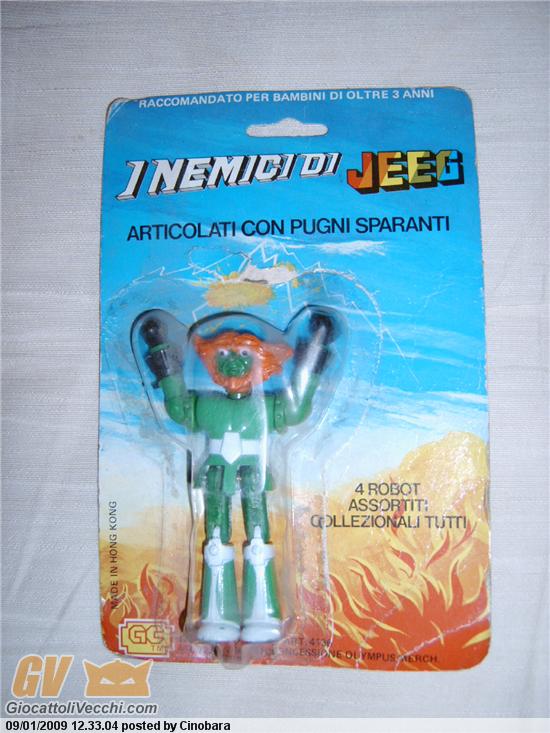 RACCOMANDATO PER BAMBINI DI OLTRE 3 ANNI
I NEMICI DI JEEG
ARTICOLATI CON PUGNI SPARANTI
4 ROBOT
ASSORTITI
COLLEZIONALI TUTTI
MADE IN HONG KONG
GC
TM
ART.
CONCESSIONE OLYMPUS-MERCH.
GV
GiocattoliVecchi.com
09/01/2009 12.33.04 posted by Cinobara